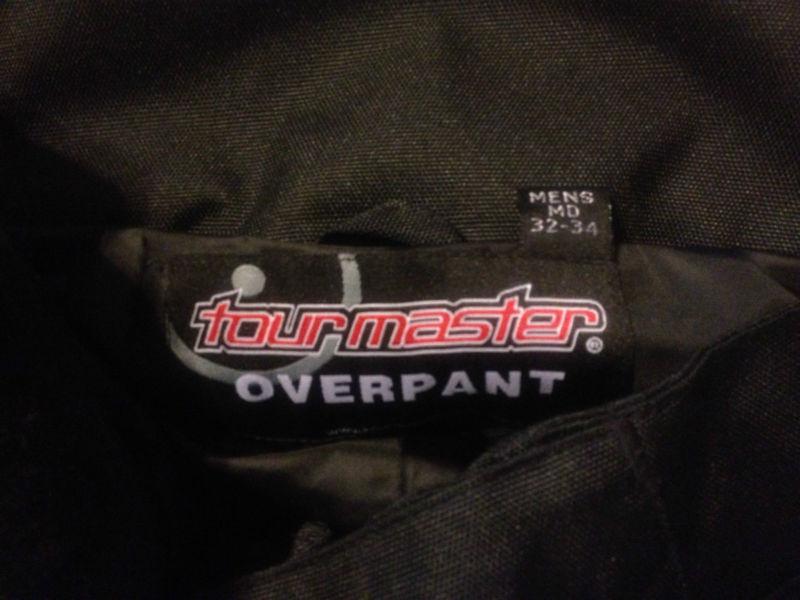 MENS
MD
32-34
tourmaster®
OVERPANT